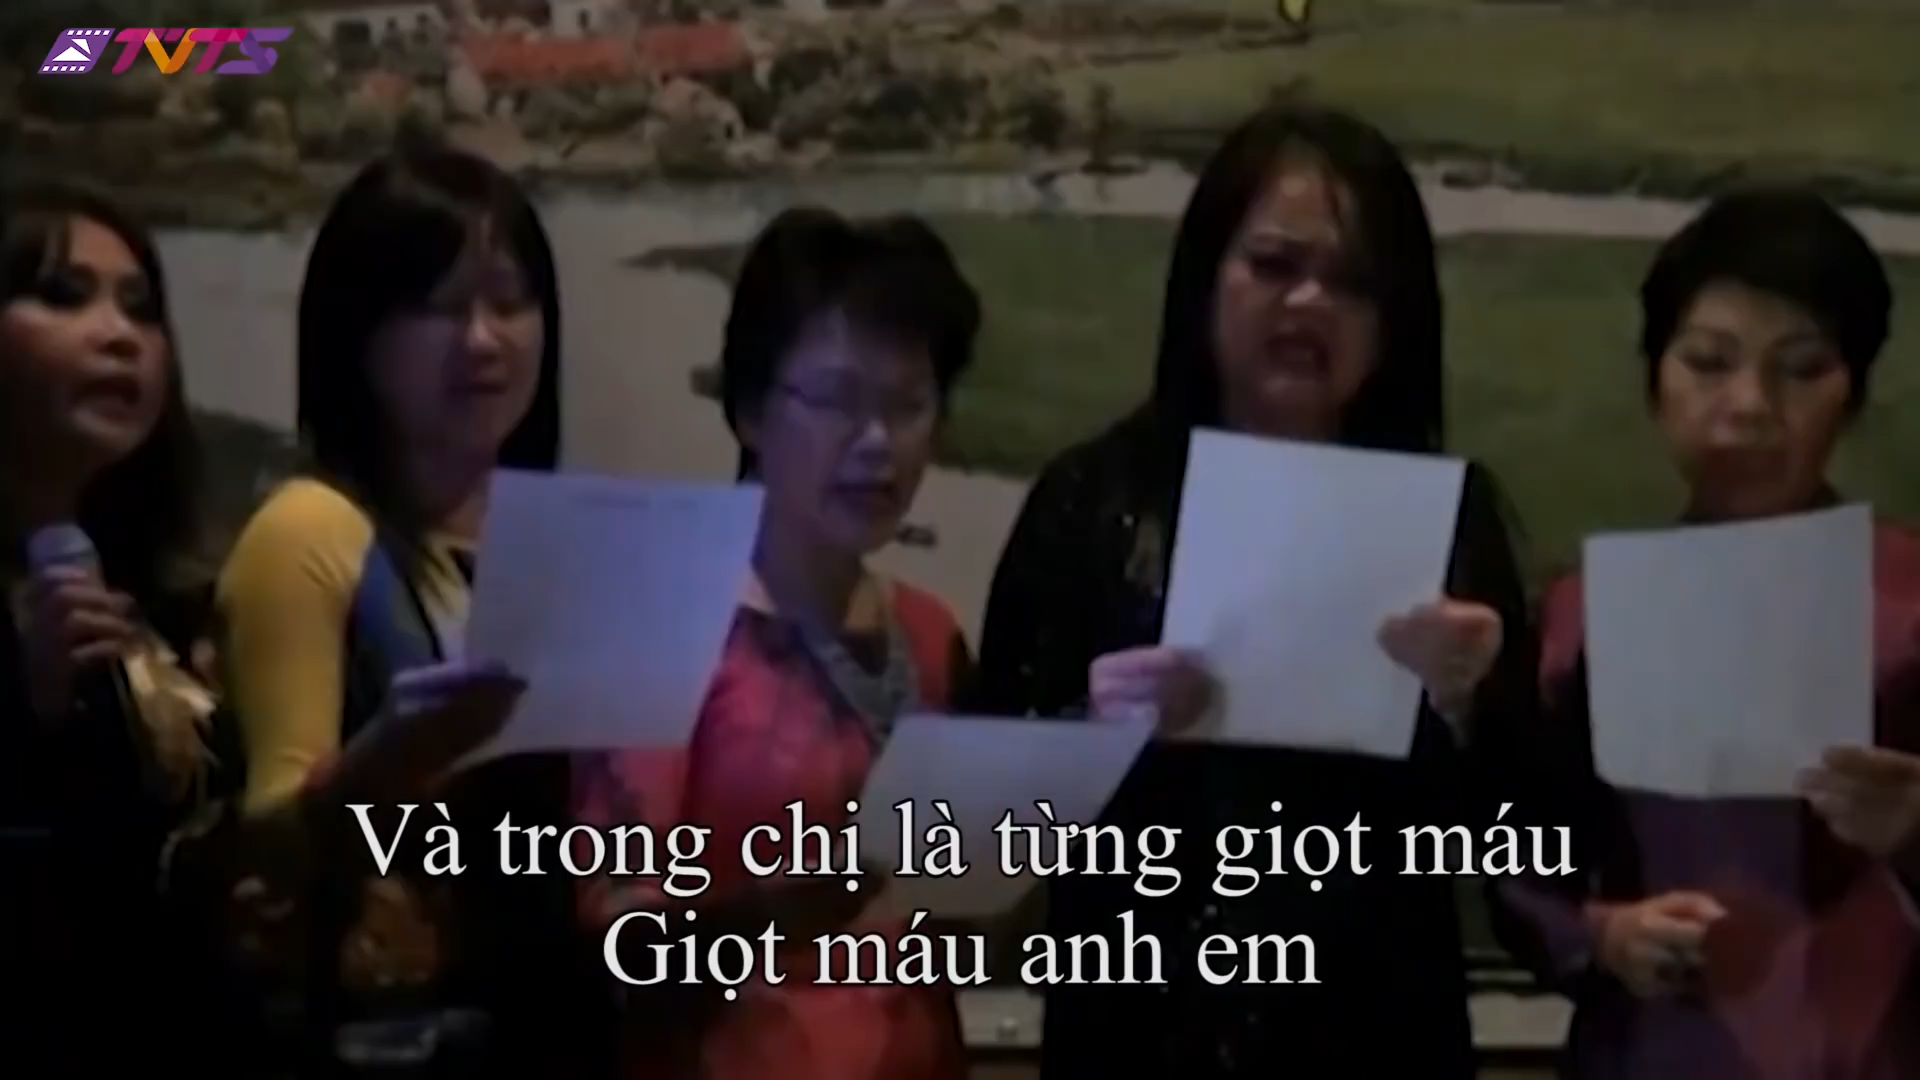 TVTS
Và trong chị là từng giọt máu
Giọt máu anh em